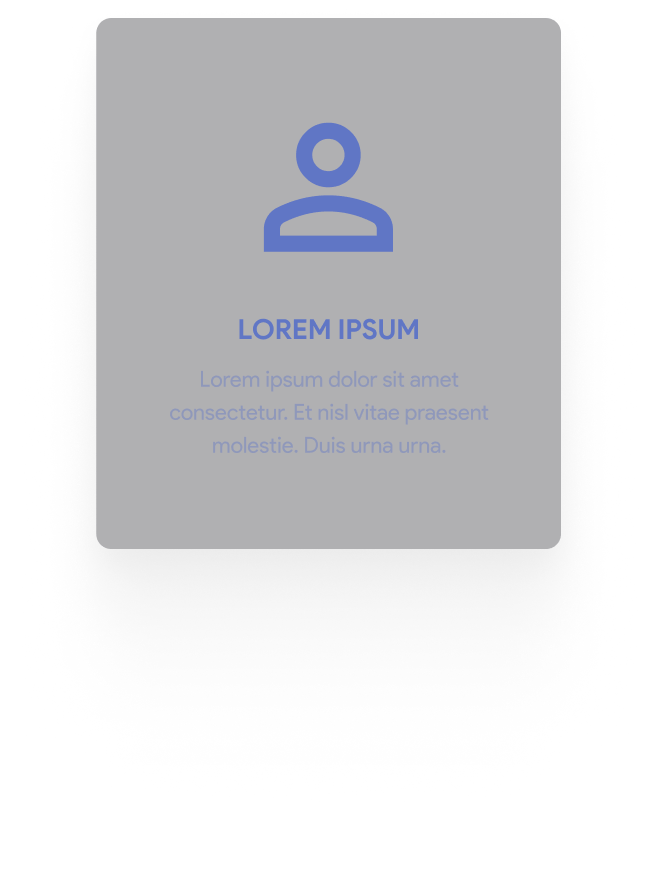 LOREM IPSUM
Lorem ipsum dolor sit amet
consectetur. Et nisl vitae praesent
molestie. Duis urna urna.